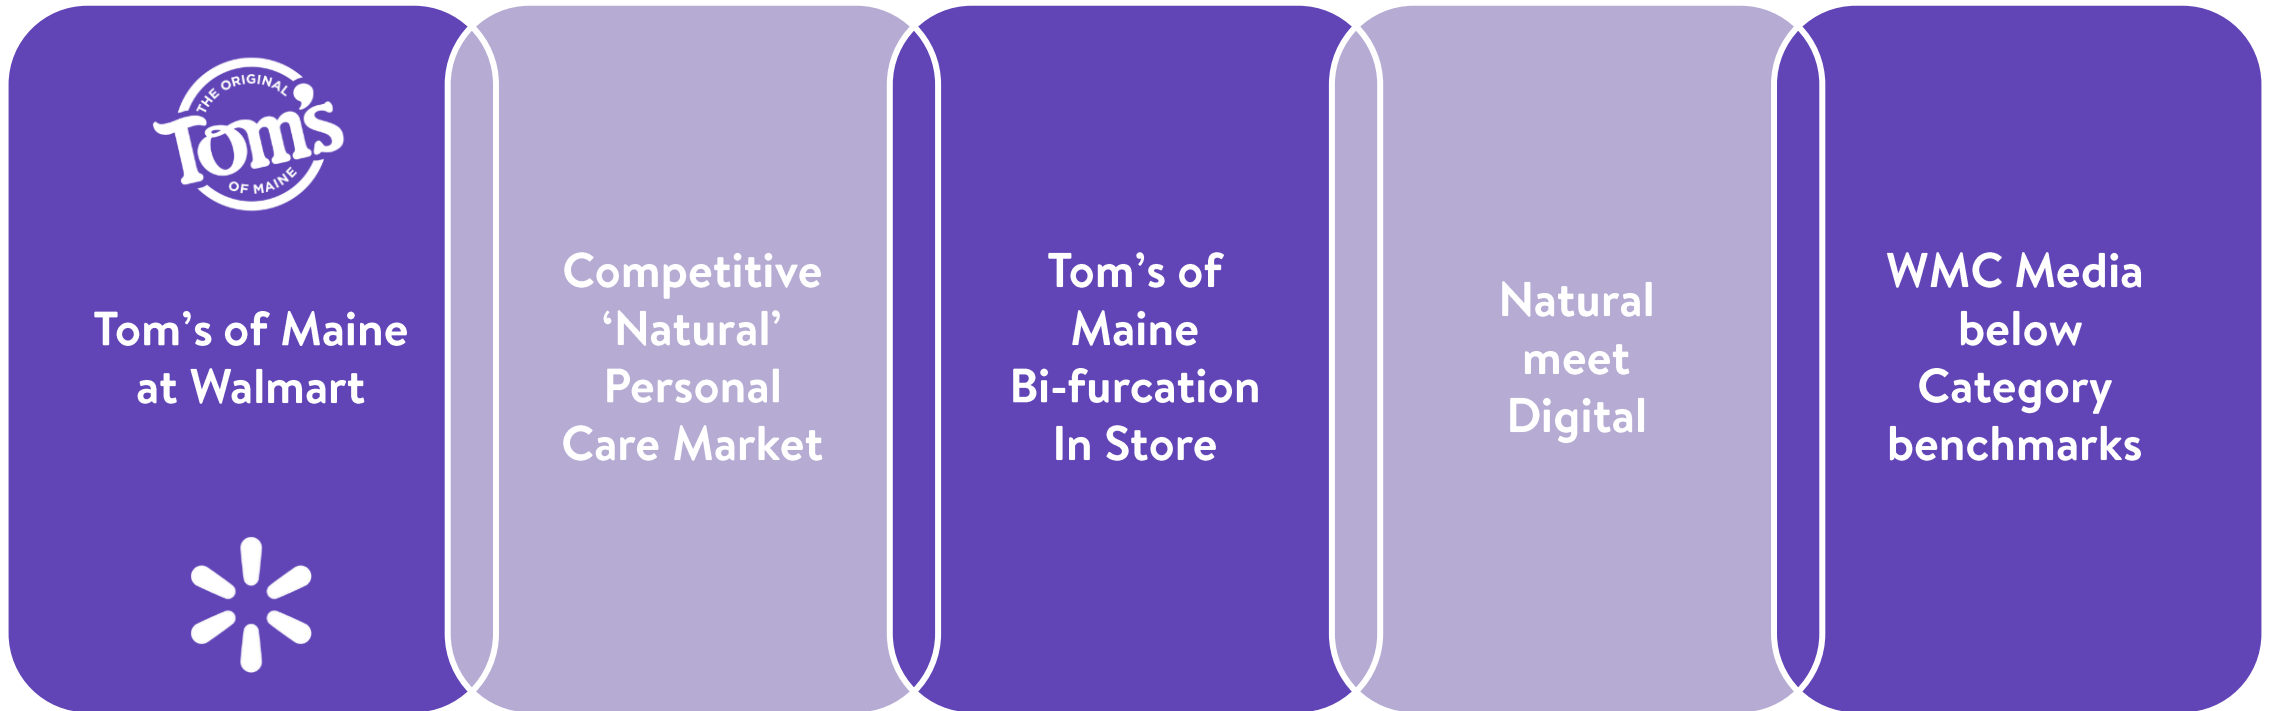 THE ORIGINAL
Tom's
OF MAINE
Tom’s of Maine
at Walmart
Competitive
‘Natural’
Personal
Care Market
Tom’s of
Maine
Bi-furcation
In Store
Natural
meet
Digital
WMC Media
below
Category
benchmarks